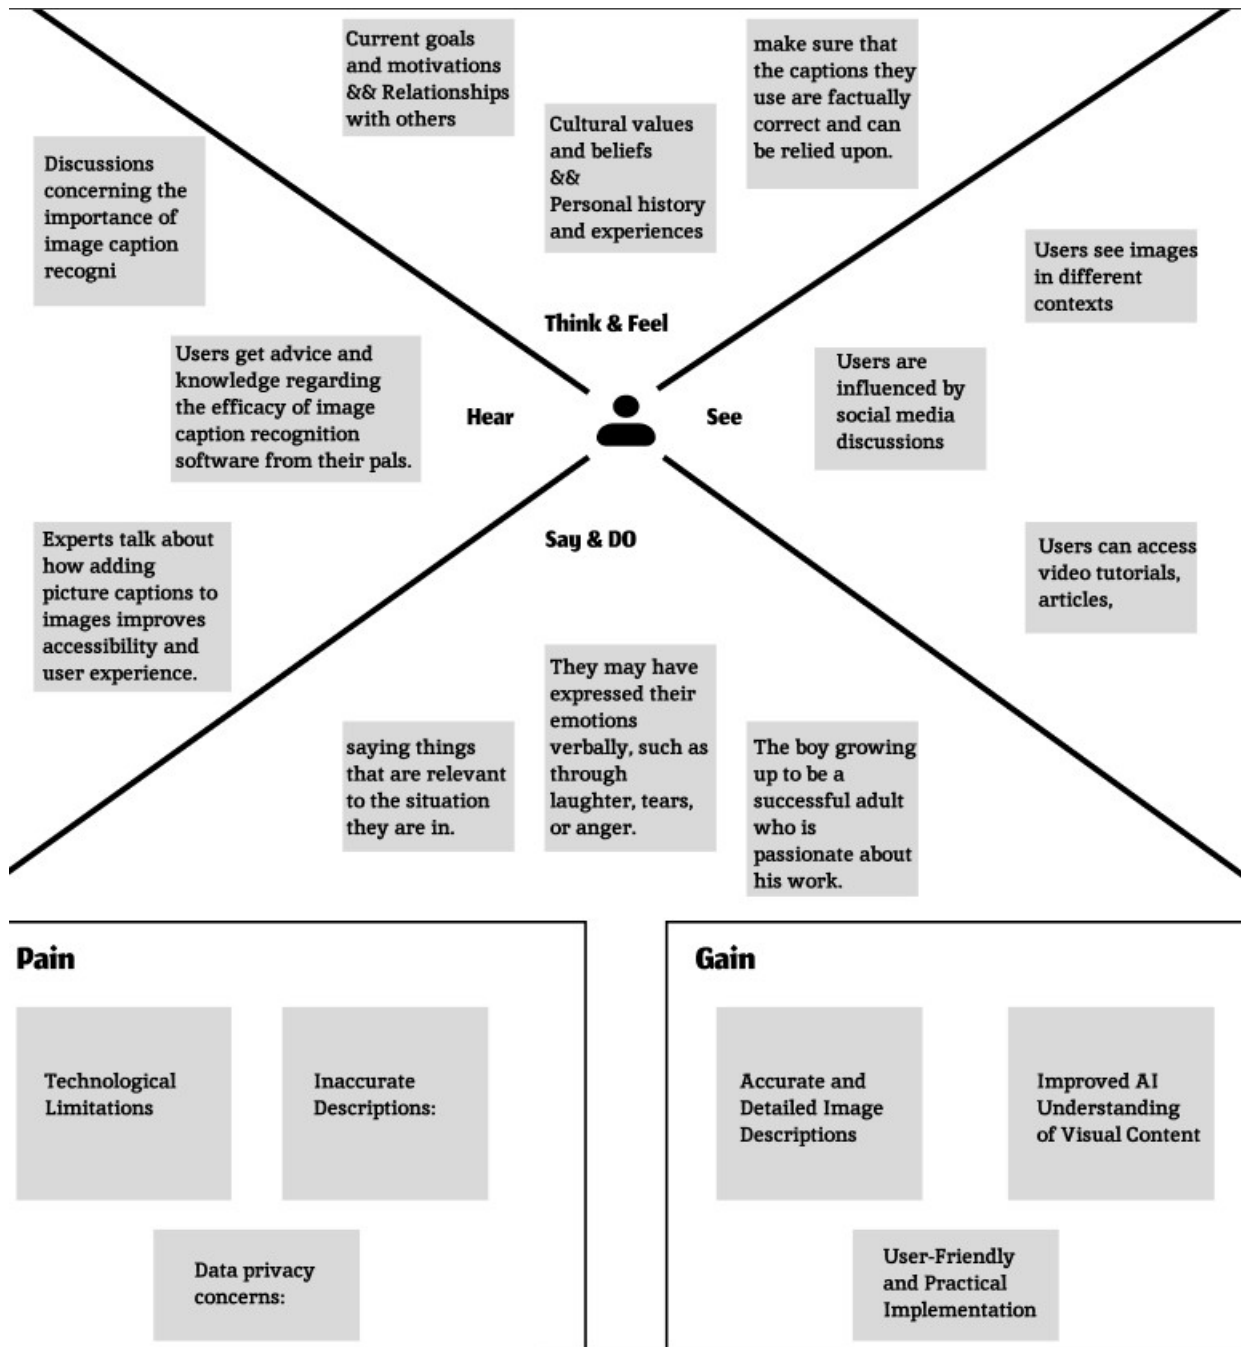 Current goals
and motivations
&& Relationships
with others
Cultural values
and beliefs
&&
Personal history
and experiences
make sure that
the captions they
use are factually
correct and can
be relied upon.
Think & Feel
Discussions
concerning the
importance of
image caption
recogni
Users get advice and
knowledge regarding
the efficacy of image
caption recognition
software from their pals.
Experts talk about
how adding
picture captions to
images improves
accessibility and
user experience.
Hear
See
Users see images
in different
contexts
Users are
influenced by
social media
discussions
Users can access
video tutorials,
articles,
Say & DO
saying things
that are relevant
to the situation
they are in.
They may have
expressed their
emotions
verbally, such as
through
laughter, tears,
or anger.
The boy growing
up to be a
successful adult
who is
passionate about
his work.
Pain
Technological
Limitations
Inaccurate
Descriptions:
Data privacy
concerns:
Gain
Accurate and
Detailed Image
Descriptions
Improved AI
Understanding
of Visual Content
User-Friendly
and Practical
Implementation